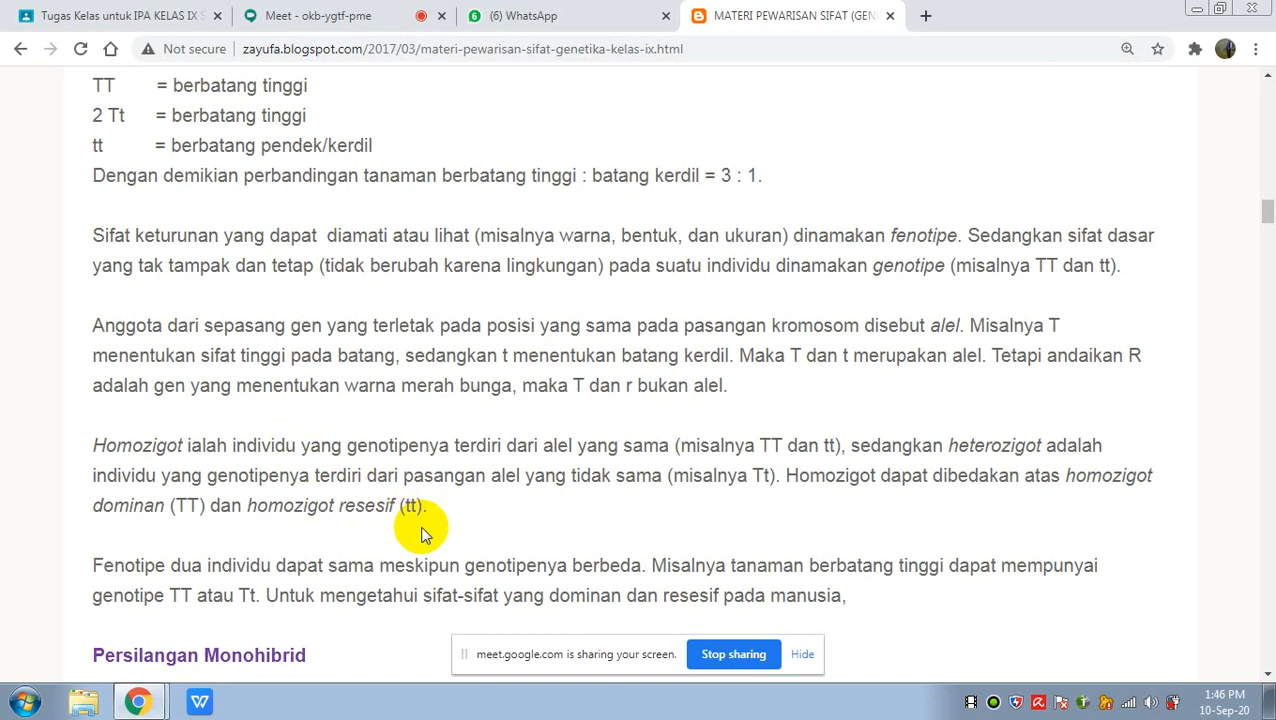 Tugas Kelas untuk IPA KELAS IX S
Meet - okb-ygtf-pme
(6) WhatsApp
MATERI PEWARISAN SIFAT (GEN
Not secure
zayufa.blogspot.com/2017/03/materi-pewarisan-sifat-genetika-kelas-ix.html
TT = berbatang tinggi
2 Tt = berbatang tinggi
tt = berbatang pendek/kerdil
Dengan demikian perbandingan tanaman berbatang tinggi : batang kerdil = 3 : 1.
Sifat keturunan yang dapat diamati atau lihat (misalnya warna, bentuk, dan ukuran) dinamakan fenotipe. Sedangkan sifat dasar
yang tak tampak dan tetap (tidak berubah karena lingkungan) pada suatu individu dinamakan genotipe (misalnya TT dan tt).
Anggota dari sepasang gen yang terletak pada posisi yang sama pada pasangan kromosom disebut alel. Misalnya T
menentukan sifat tinggi pada batang, sedangkan t menentukan batang kerdil. Maka T dan t merupakan alel. Tetapi andaikan R
adalah gen yang menentukan warna merah bunga, maka T dan r bukan alel.
Homozigot ialah individu yang genotipenya terdiri dari alel yang sama (misalnya TT dan tt), sedangkan heterozigot adalah
individu yang genotipenya terdiri dari pasangan alel yang tidak sama (misalnya Tt). Homozigot dapat dibedakan atas homozigot
dominan (TT) dan homozigot resesif (tt).
Fenotipe dua individu dapat sama meskipun genotipenya berbeda. Misalnya tanaman berbatang tinggi dapat mempunyai
genotipe TT atau Tt. Untuk mengetahui sifat-sifat yang dominan dan resesif pada manusia,
Persilangan Monohibrid
meet.google.com is sharing your screen.
Stop sharing
Hide
1:46 PM
10-Sep-20